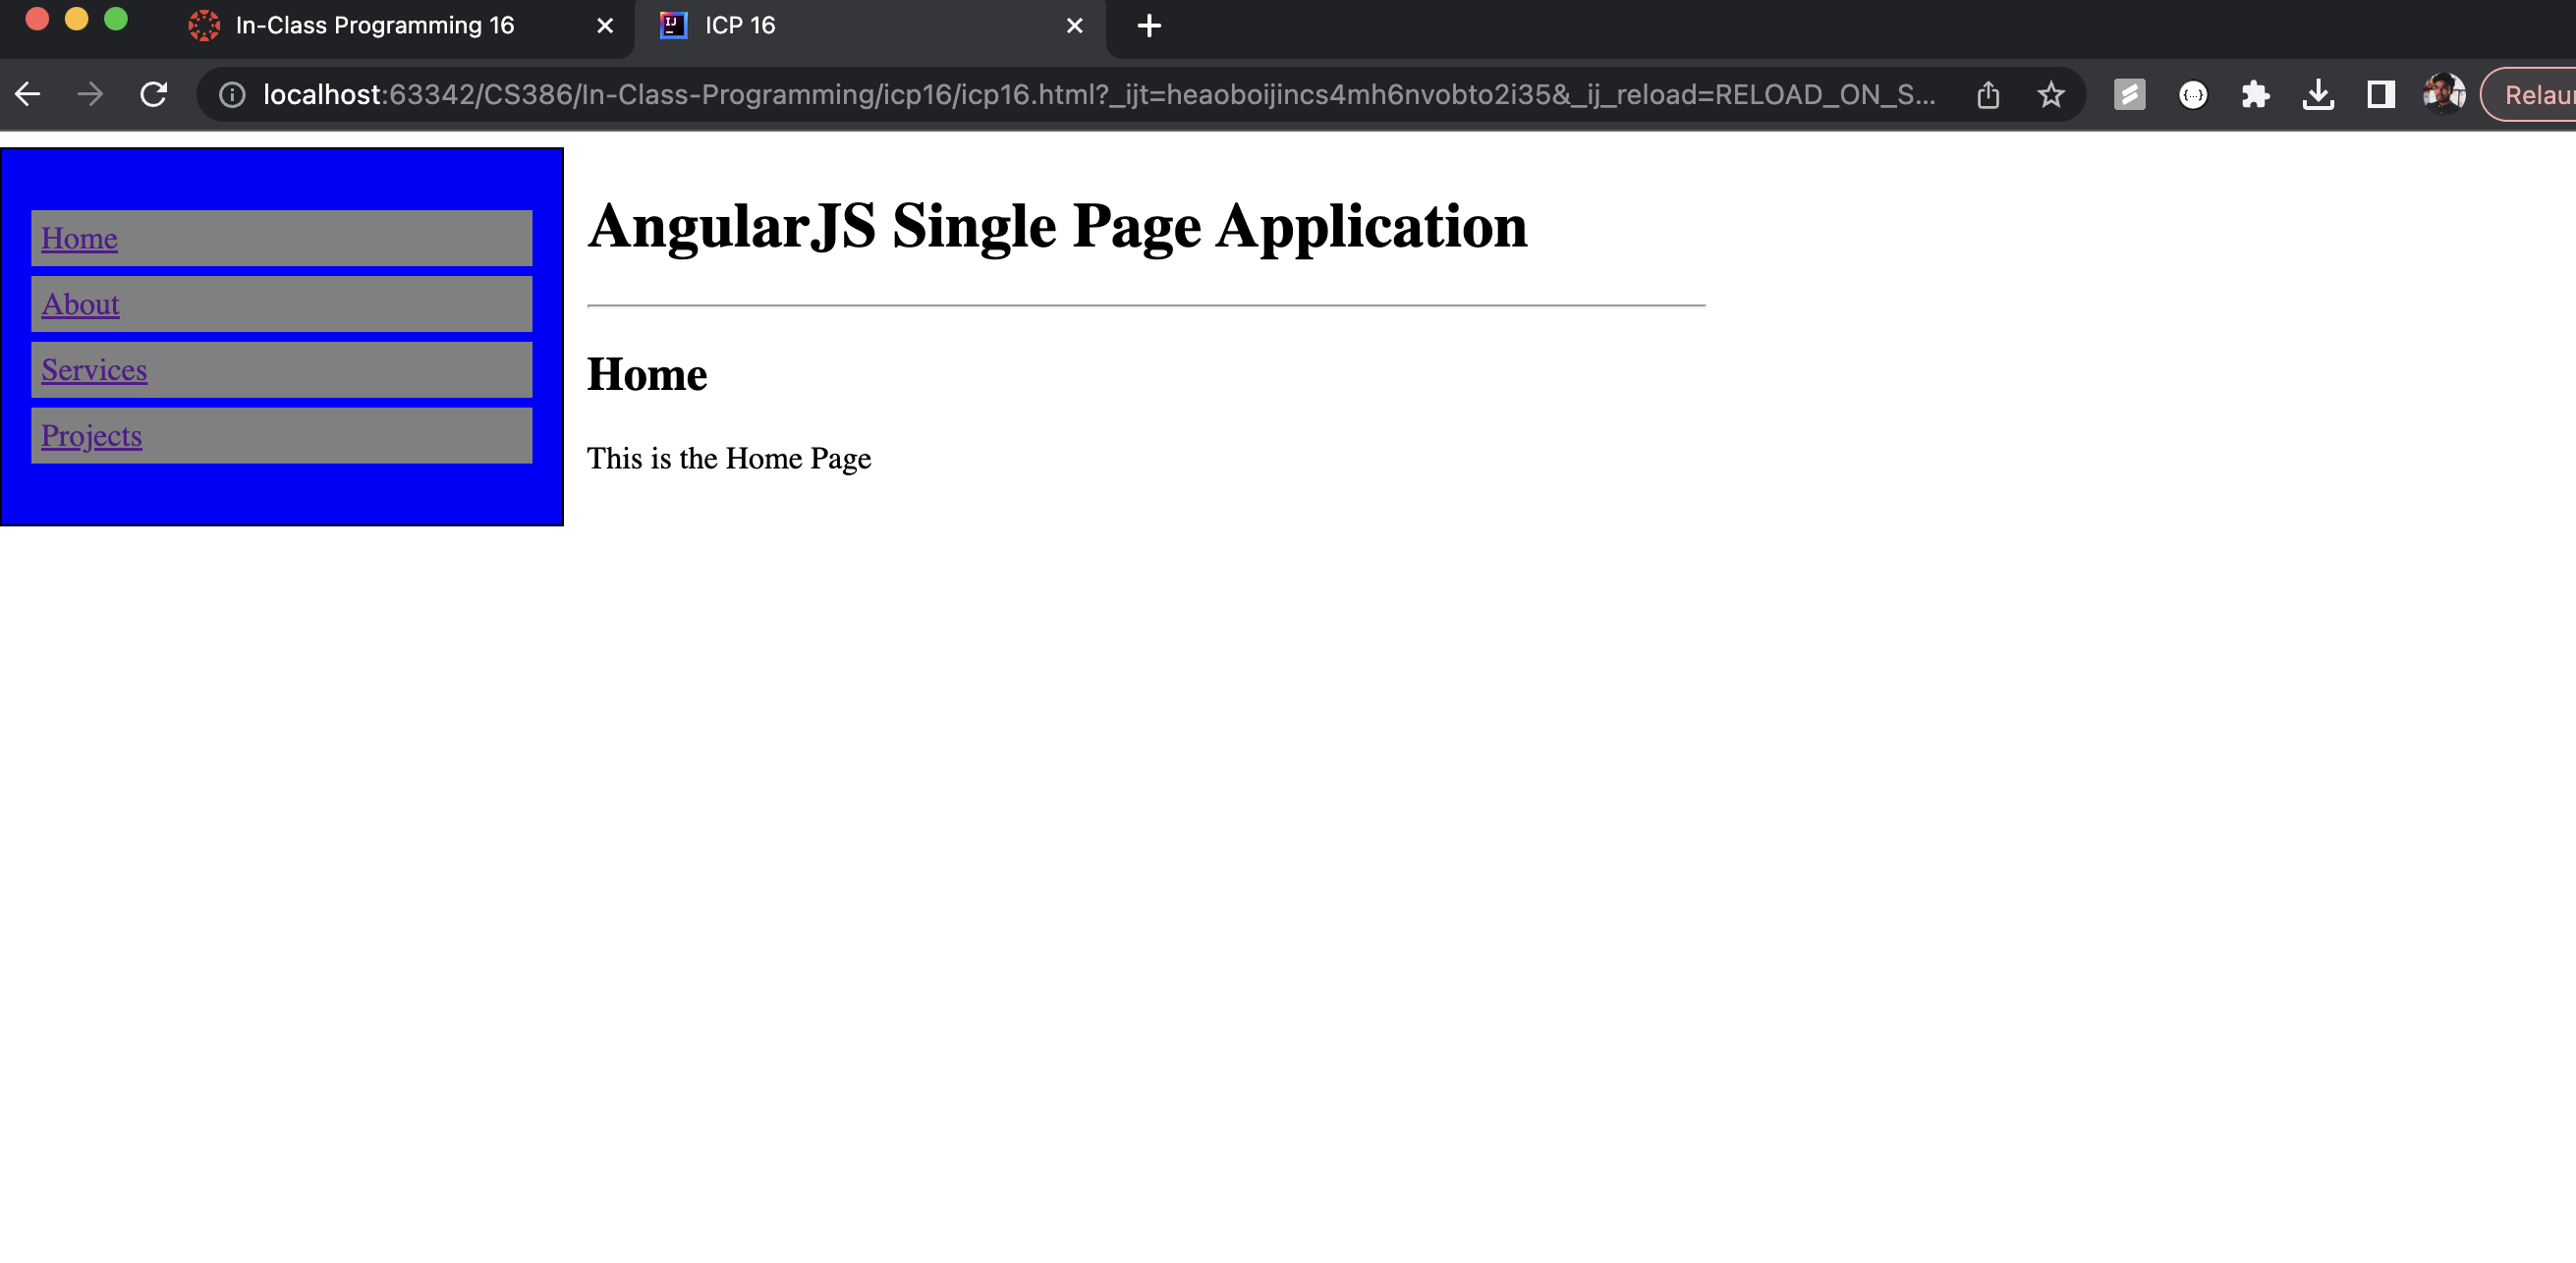 In-Class Programming 16
ICP 16
localhost:63342/CS386/In-Class-Programming/icp16/icp16.html?_ijt=heaoboijincs4mh6nvobto2i35&_ij_reload=RELOAD_ON_S...
Relau
Home
About
Services
Projects
AngularJS Single Page Application
Home
This is the Home Page